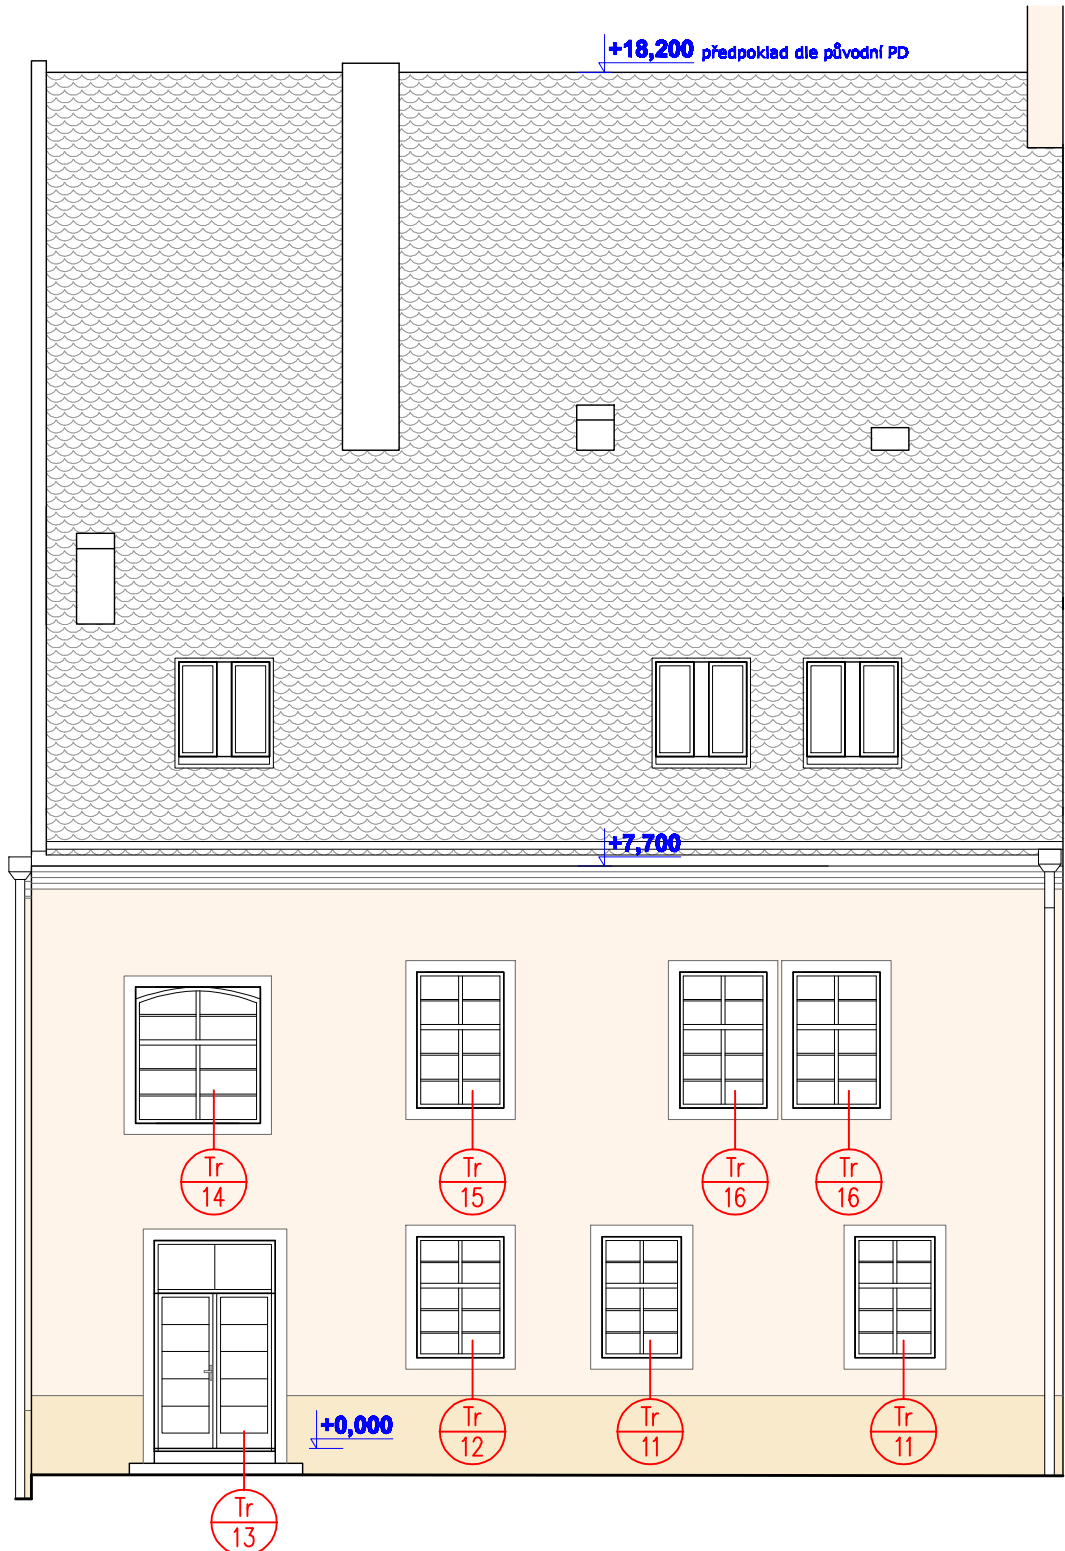 +18,200 předpoklad dle původní PD
+7,700
Tr
14
Tr
15
Tr
16
Tr
16
+0,000
Tr
13
Tr
12
Tr
11
Tr
11